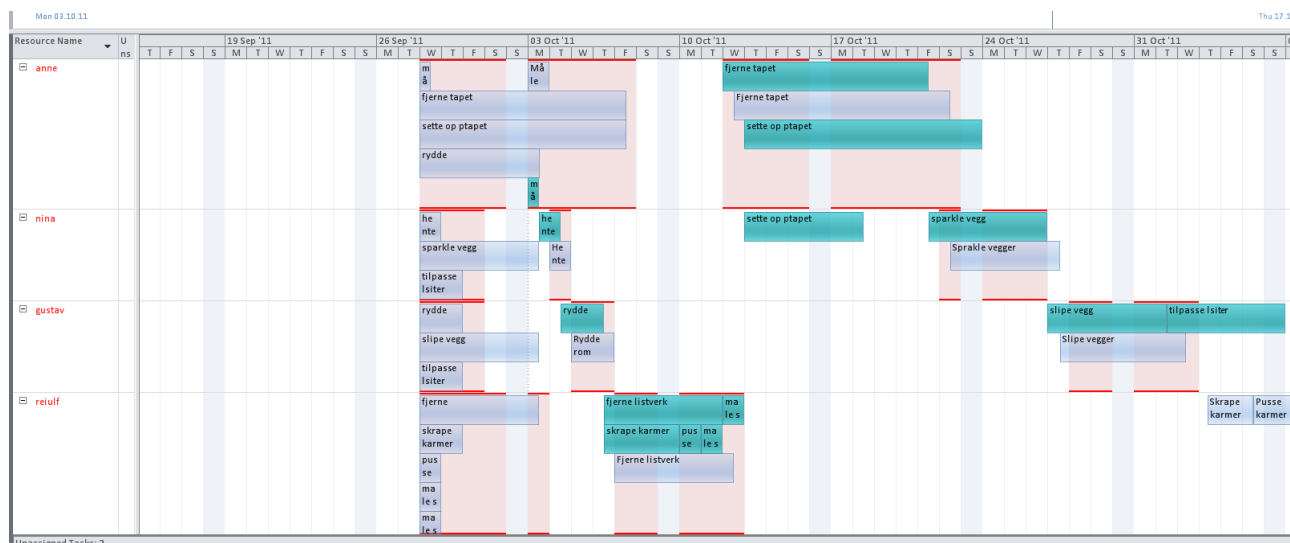 Mon 03.10.11
Thu 17.1
Resource Name
U
ns
19 Sep '11
26 Sep '11
03 Oct '11
10 Oct '11
17 Oct '11
24 Oct '11
31 Oct '11
T F S S M T W T F S S M T W T F S S M T W T F S S M T W T F S S M T W T F S S M T W T F S S M T W T F S S
anne
m
å
Må
le
fjerne tapet
fjerne tapet
Fjerne tapet
sette op ptapet
sette op ptapet
rydde
m
å
nina
he
nte
he
nte
sette op ptapet
sparkle vegg
sparkle vegg
He
nte
Sprakle vegger
tilpasse
lsiter
gustav
rydde
rydde
slipe vegg
tilpasse lsiter
slipe vegg
Rydde
rom
Slipe vegger
tilpasse
lsiter
reiulf
fjerne
fjerne listverk
ma
le s
Skrape
karmer
Pusse
karmer
skrape
karmer
skrape karmer
pus
se
ma
le s
pus
se
Fjerne listverk
ma
le s
ma
le s
Unassigned Tasks: 2